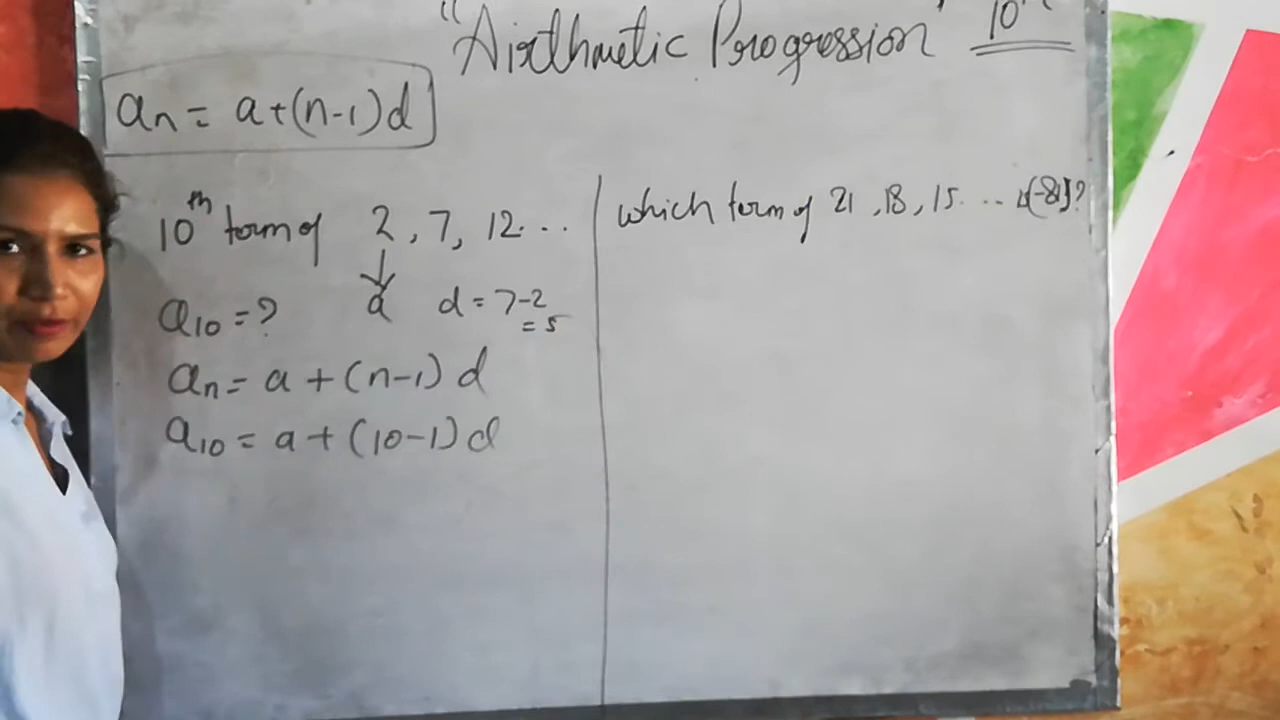 "Airthmetic Progression" 10
an = a+(n-1)d
10th term of 2, 7, 12...
a
d = 7-2
= 5
a10 = ?
an = a + (n-1) d
a10 = a + (10-1) d
which term of 21, 18, 15 ... (-81)?